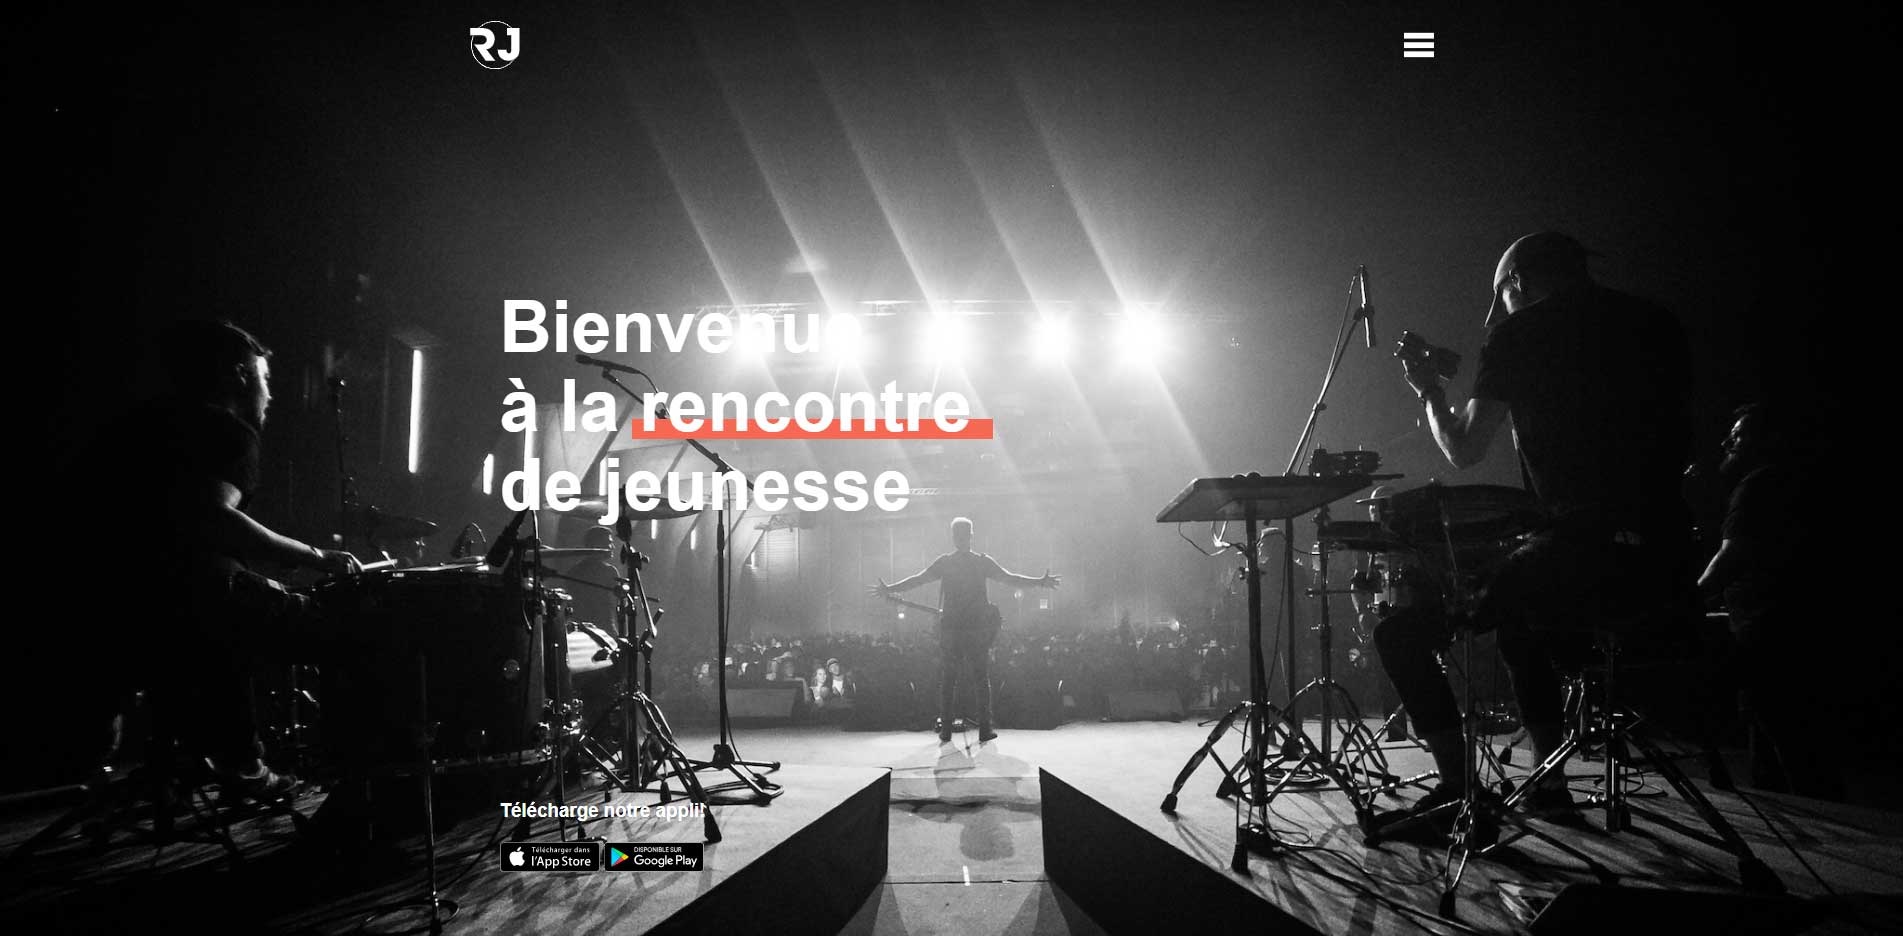 RJ
Bienvenue
à la rencontre
de jeunesse
Télécharge notre appli!
Télécharger dans
l'App Store
DISPONIBLE SUR
Google Play